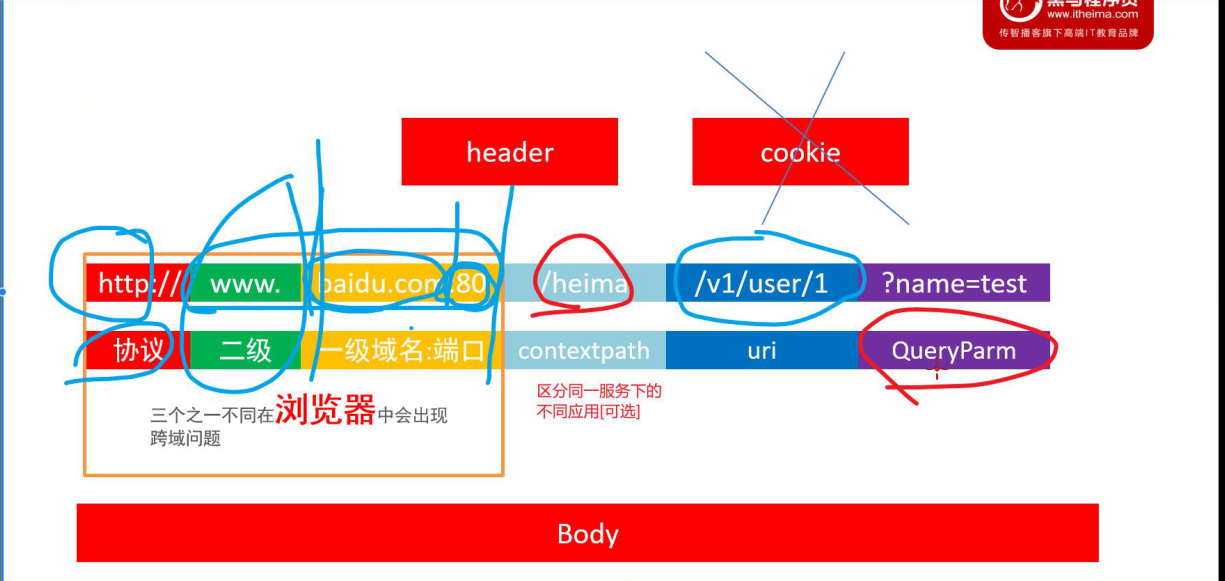 黑马程序员
www.itheima.com
传智播客旗下高端IT教育品牌
header
cookie
http:// www. baidu.com:80 /heima /v1/user/1 ?name=test
协议 二级 一级域名:端口 contextpath uri QueryParm
区分同一服务下的
不同应用[可选]
三个之一不同在浏览器中会出现
跨域问题
Body